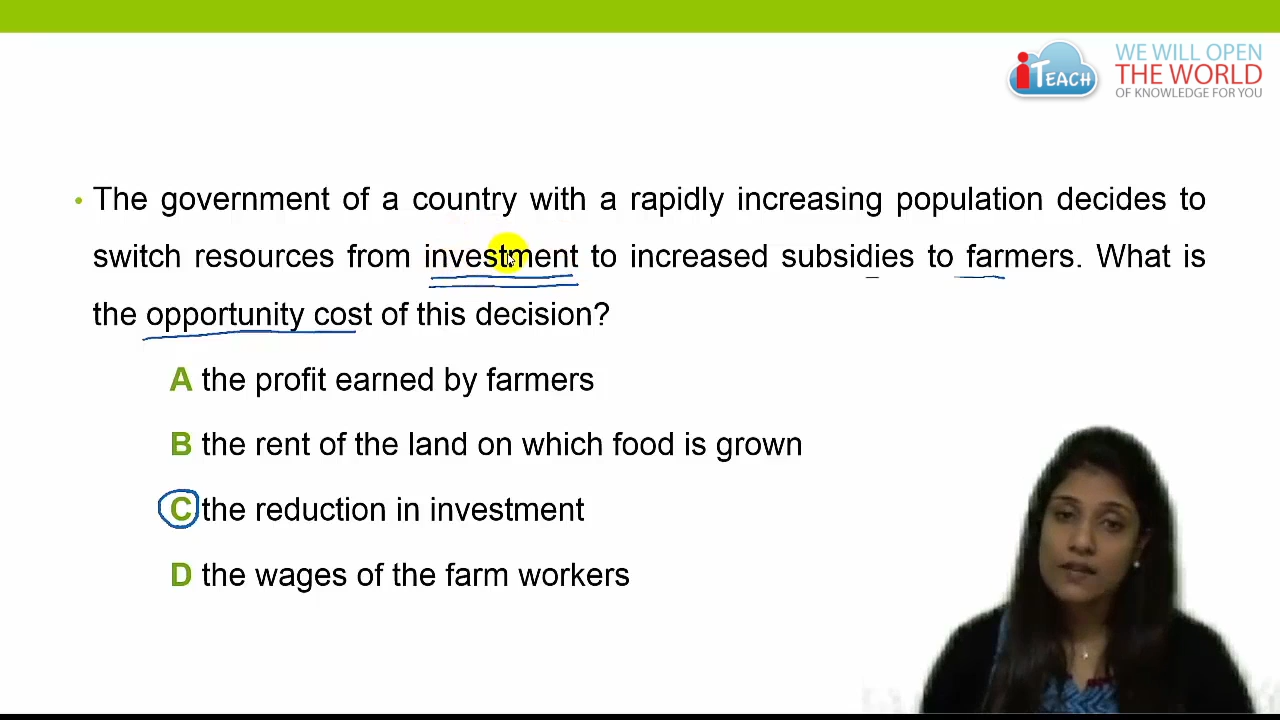 WE WILL OPEN
iTEACH THE WORLD
OF KNOWLEDGE FOR YOU
• The government of a country with a rapidly increasing population decides to
switch resources from investment to increased subsidies to farmers. What is
the opportunity cost of this decision?
A the profit earned by farmers
B the rent of the land on which food is grown
C the reduction in investment
D the wages of the farm workers